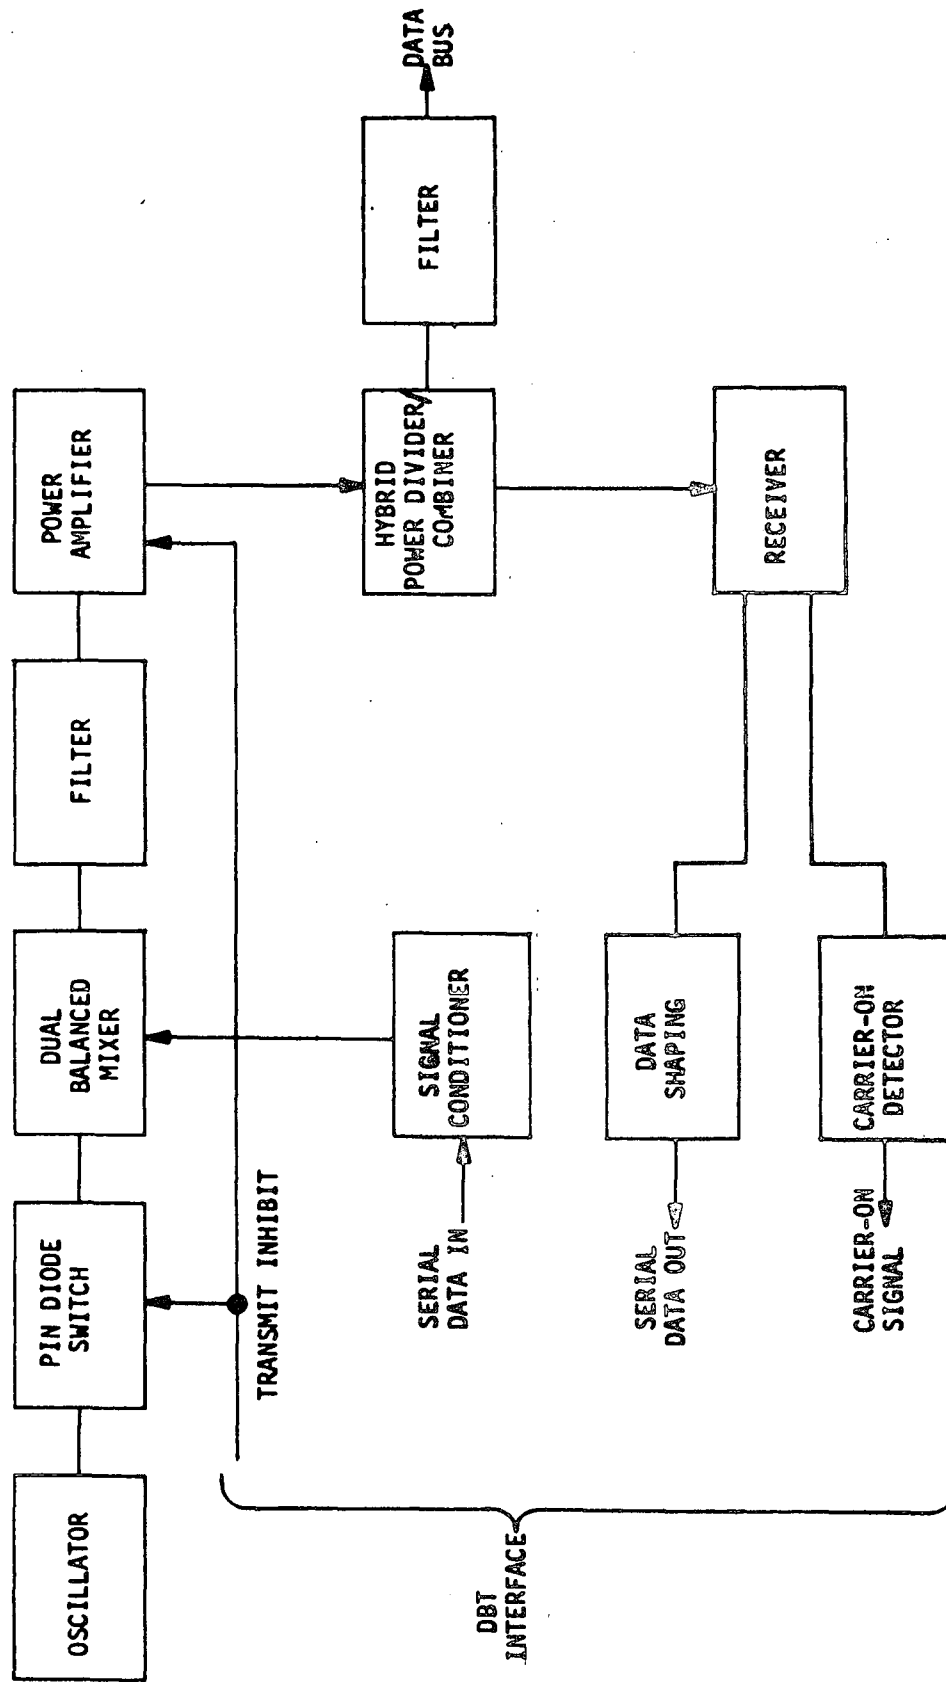 OSCILLATOR
PIN DIODE
SWITCH
DUAL
BALANCED
MIXER
FILTER
POWER
AMPLIFIER
TRANSMIT INHIBIT
DBT
INTERFACE
SERIAL
DATA IN
SIGNAL
CONDITIONER
HYBRID
POWER DIVIDER/
COMBINER
FILTER
DATA
BUS
SERIAL
DATA OUT
DATA
SHAPING
RECEIVER
CARRIER-ON
SIGNAL
CARRIER-ON
DETECTOR